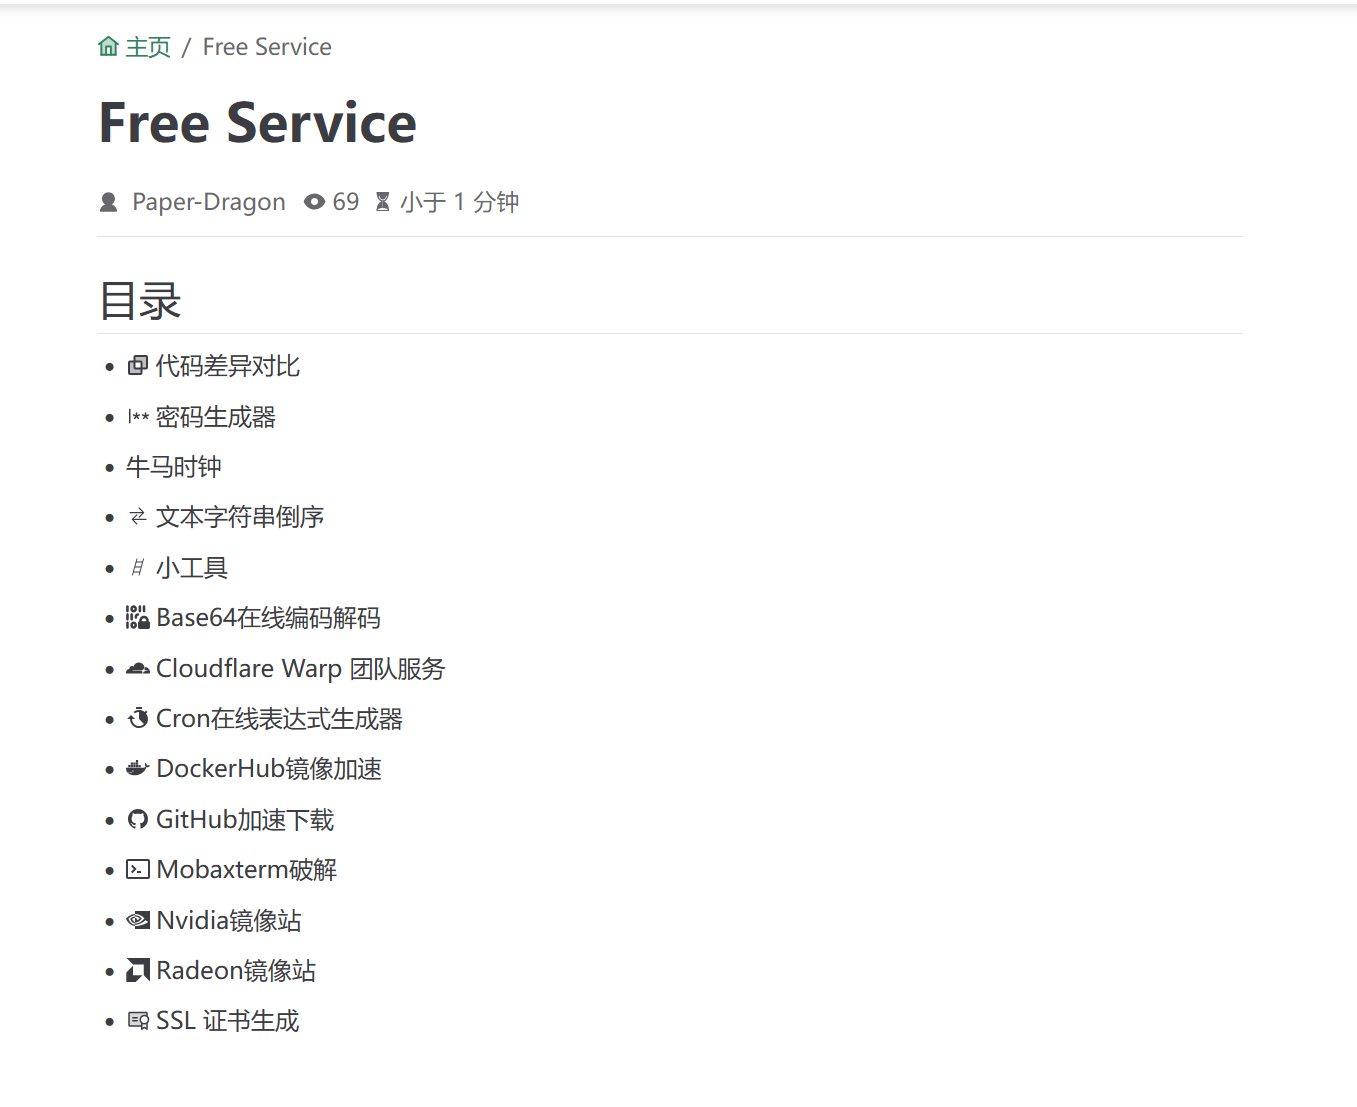 主页 / Free Service
Free Service
Paper-Dragon 69 小于 1 分钟
目录
代码差异对比
密码生成器
牛马时钟
文本字符串倒序
小工具
Base64在线编码解码
Cloudflare Warp 团队服务
Cron在线表达式生成器
DockerHub镜像加速
GitHub加速下载
Mobaxterm破解
Nvidia镜像站
Radeon镜像站
SSL 证书生成